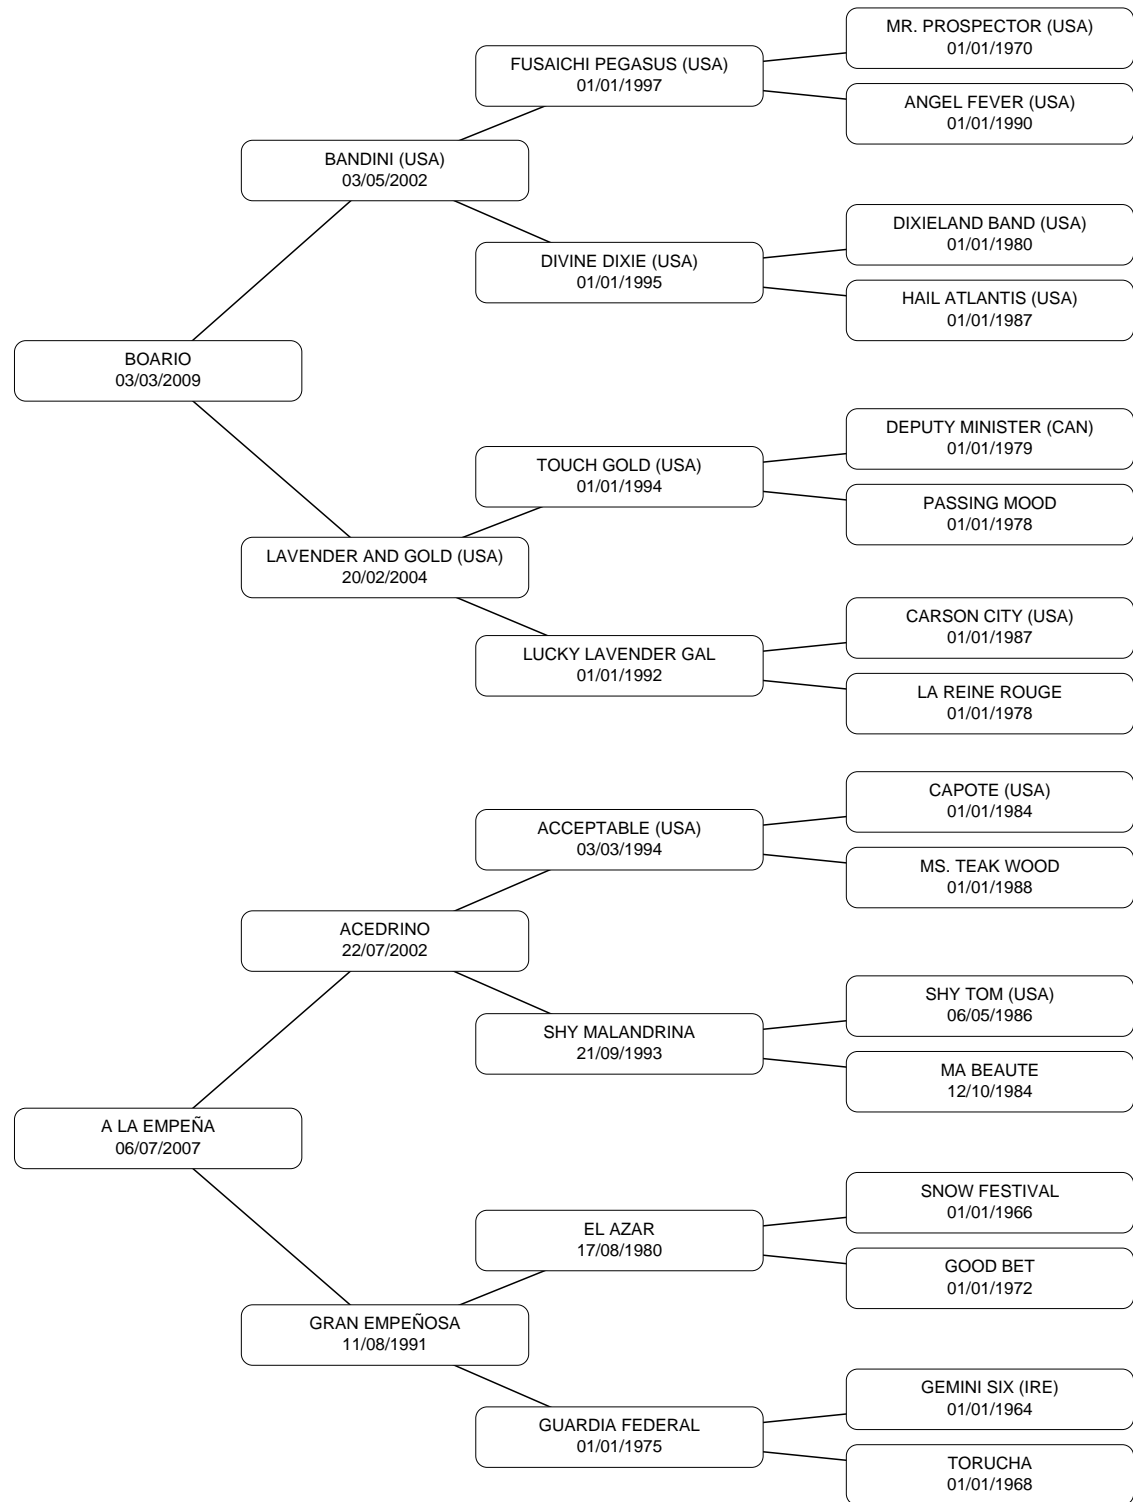 MR. PROSPECTOR (USA)
01/01/1970
FUSAICHI PEGASUS (USA)
01/01/1997
ANGEL FEVER (USA)
01/01/1990
BANDINI (USA)
03/05/2002
DIXIELAND BAND (USA)
01/01/1980
DIVINE DIXIE (USA)
01/01/1995
HAIL ATLANTIS (USA)
01/01/1987
BOARIO
03/03/2009
DEPUTY MINISTER (CAN)
01/01/1979
TOUCH GOLD (USA)
01/01/1994
PASSING MOOD
01/01/1978
LAVENDER AND GOLD (USA)
20/02/2004
CARSON CITY (USA)
01/01/1987
LUCKY LAVENDER GAL
01/01/1992
LA REINE ROUGE
01/01/1978
CAPOTE (USA)
01/01/1984
ACCEPTABLE (USA)
03/03/1994
MS. TEAK WOOD
01/01/1988
ACEDRINO
22/07/2002
SHY TOM (USA)
06/05/1986
SHY MALANDRINA
21/09/1993
MA BEAUTE
12/10/1984
A LA EMPEÑA
06/07/2007
SNOW FESTIVAL
01/01/1966
EL AZAR
17/08/1980
GOOD BET
01/01/1972
GRAN EMPEÑOSA
11/08/1991
GEMINI SIX (IRE)
01/01/1964
GUARDIA FEDERAL
01/01/1975
TORUCHA
01/01/1968